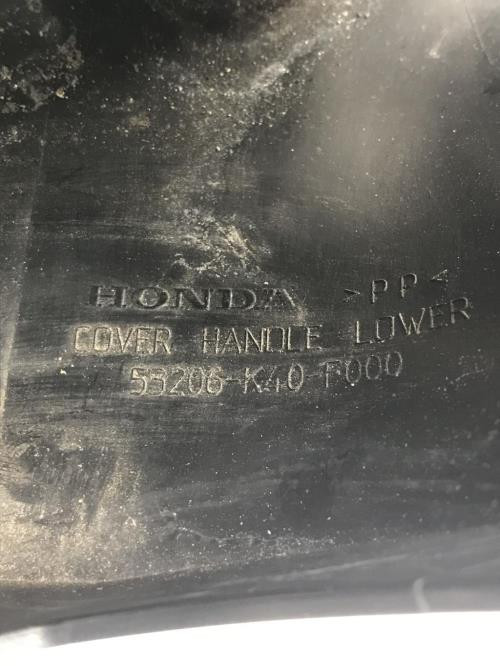 HONDA >PP<
COVER HANDLE LOWER
53206-K40-F000